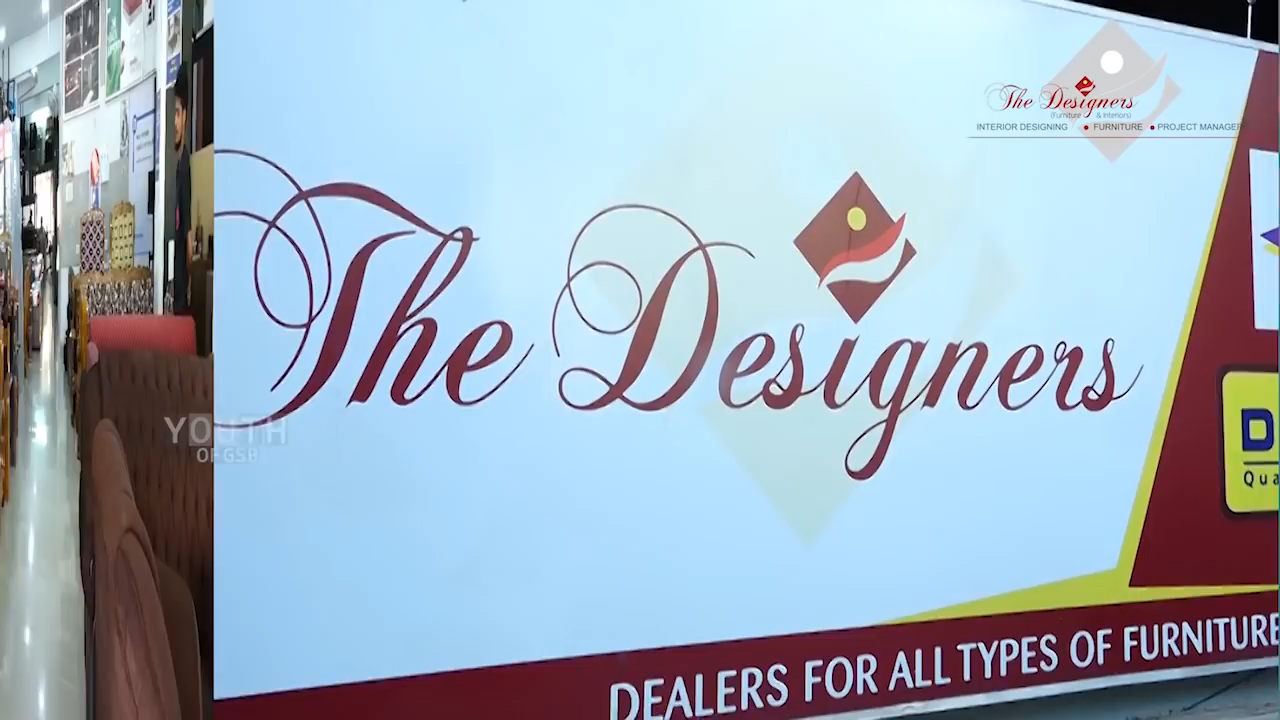 The Designers
(Furniture & Interiors)
INTERIOR DESIGNING • FURNITURE • PROJECT MANAGER
The Designers
YOUTH
OF GSB
DEALERS FOR ALL TYPES OF FURNITURE